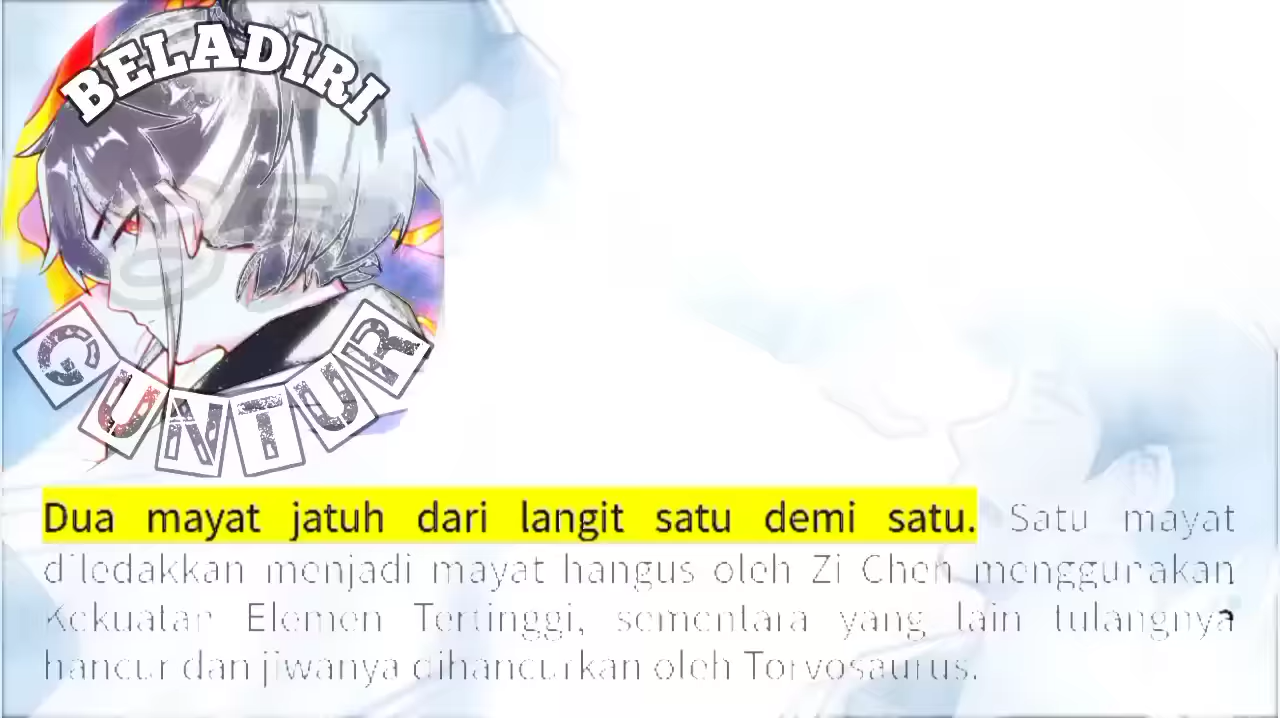 BELADIRI
GUNTUR
Dua mayat jatuh dari langit satu demi satu. Satu mayat
diledakkan menjadi mayat hangus oleh Zi Chen menggunakan
Kekuatan Elemen Tertinggi, sementara yang lain tulangnya
hancur dan jiwanya dihancurkan oleh Torvosaurus.